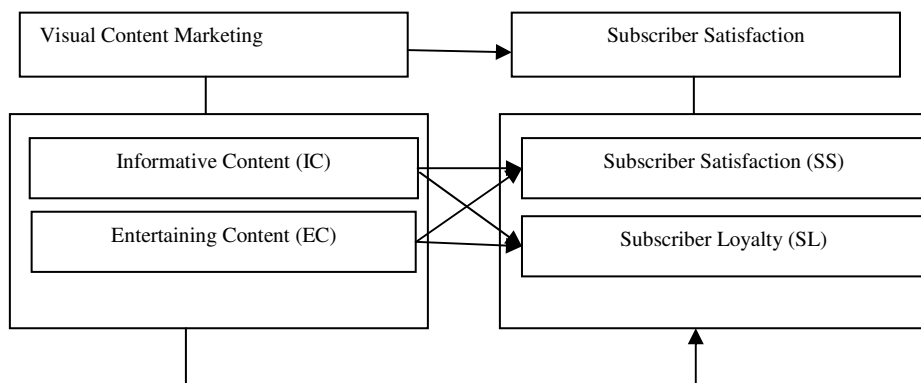 Visual Content Marketing
Subscriber Satisfaction
Informative Content (IC)
Subscriber Satisfaction (SS)
Entertaining Content (EC)
Subscriber Loyalty (SL)